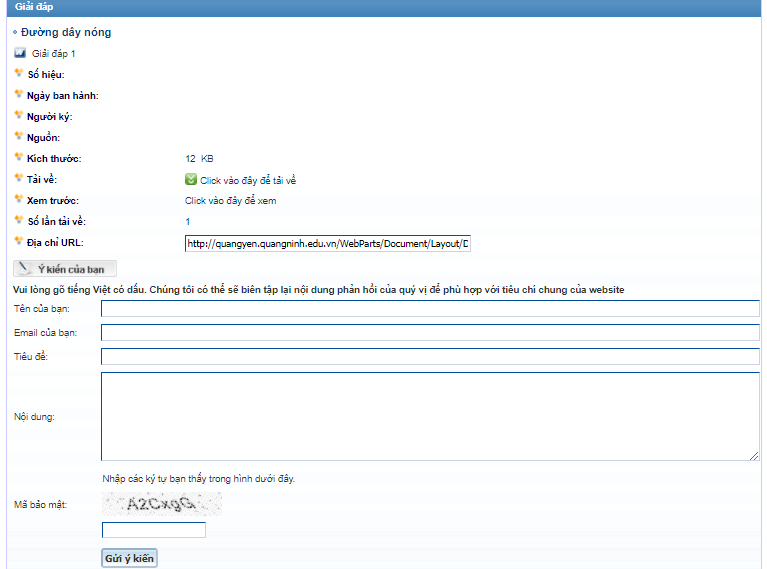 Giải đáp
Đường dây nóng
Giải đáp 1
Số hiệu:
Ngày ban hành:
Người ký:
Nguồn:
Kích thước: 12 KB
Tải về: Click vào đây để tải về
Xem trước: Click vào đây để xem
Số lần tải về: 1
Địa chỉ URL: http://quangyen.quangninh.edu.vn/WebParts/Document/Layout/D
Ý kiến của bạn
Vui lòng gõ tiếng Việt có dấu. Chúng tôi có thể sẽ biên tập lại nội dung phản hồi của quý vị để phù hợp với tiêu chí chung của website
Tên của bạn:
Email của bạn:
Tiêu đề:
Nội dung:
Nhập các ký tự bạn thấy trong hình dưới đây.
Mã bảo mật: A2CxgG
Gửi ý kiến